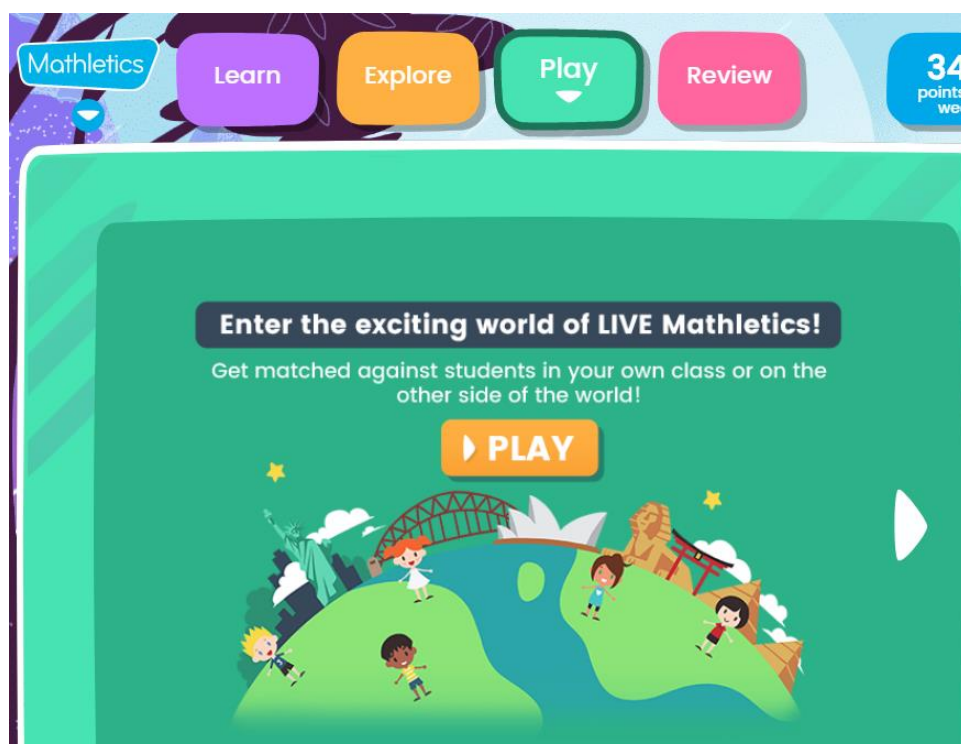 Mathletics
Learn
Explore
Play
Review
34
points
Enter the exciting world of LIVE Mathletics!
Get matched against students in your own class or on the
other side of the world!
PLAY